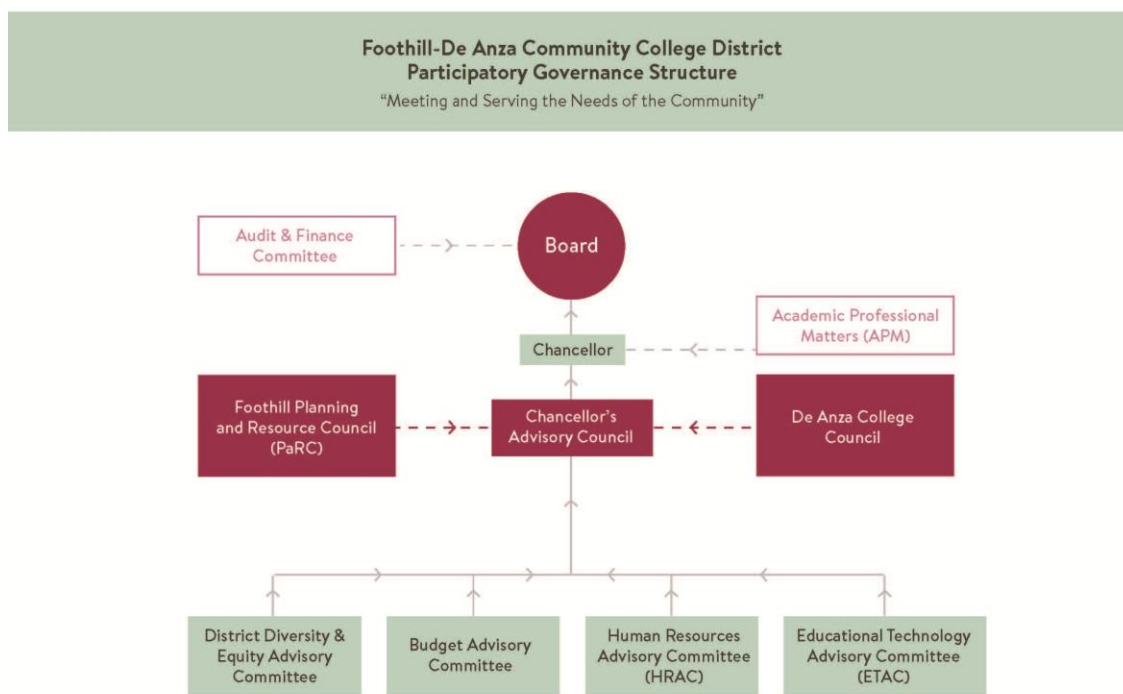 Foothill-De Anza Community College District
Participatory Governance Structure
“Meeting and Serving the Needs of the Community”
Audit & Finance
Committee
Board
Academic Professional
Matters (APM)
Chancellor
Foothill Planning
and Resource Council
(PaRC)
Chancellor’s
Advisory Council
De Anza College
Council
District Diversity &
Equity Advisory
Committee
Budget Advisory
Committee
Human Resources
Advisory Committee
(HRAC)
Educational Technology
Advisory Committee
(ETAC)